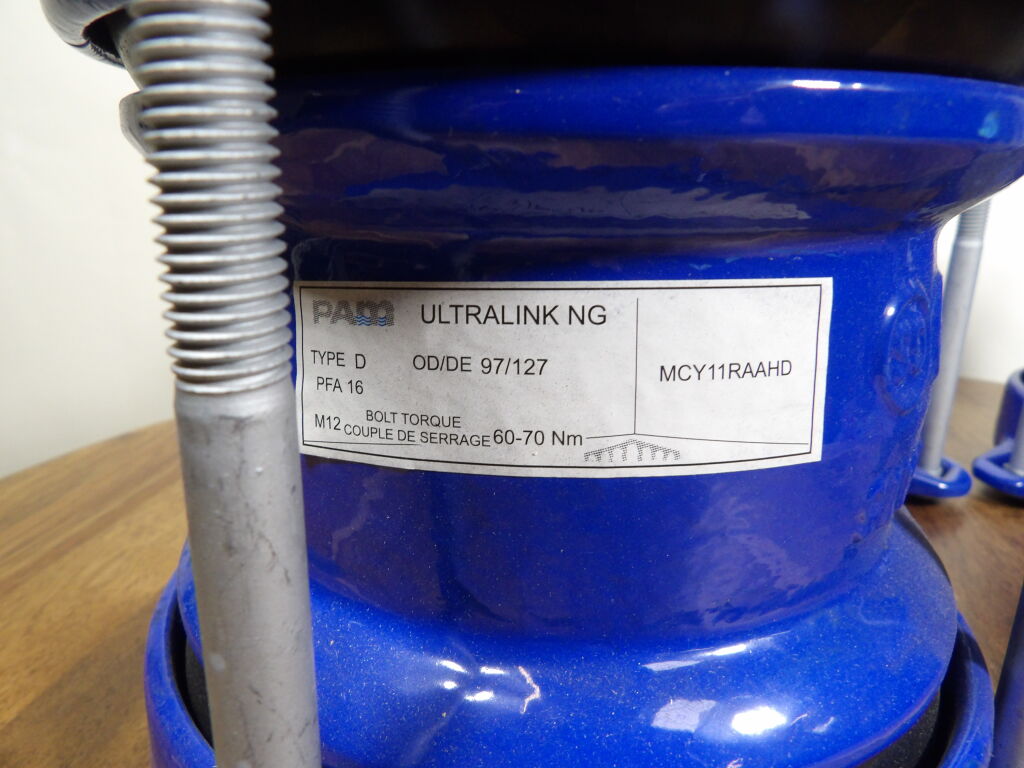 PAM ULTRALINK NG
TYPE D OD/DE 97/127
PFA 16
MCY11RAAHD
BOLT TORQUE
M12 COUPLE DE SERRAGE 60-70 Nm